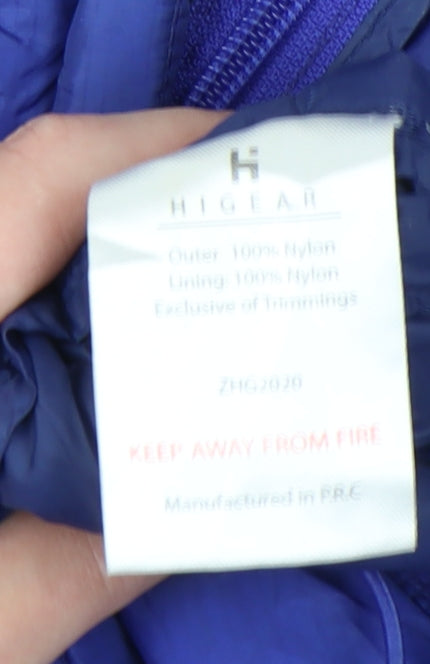 H
HIGEAR
Outer: 100% Nylon
Lining: 100% Nylon
Exclusive of Trimmings
ZHG2020
KEEP AWAY FROM FIRE
Manufactured in P.R.C